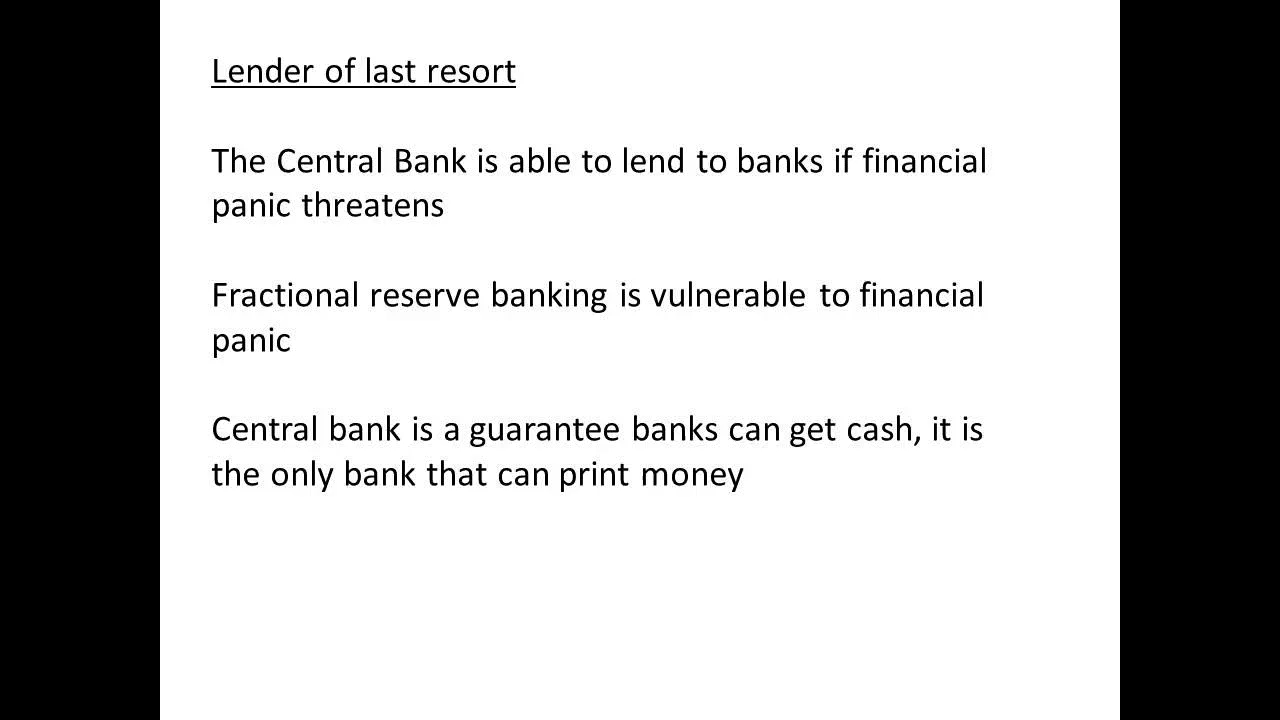 Lender of last resort
The Central Bank is able to lend to banks if financial
panic threatens
Fractional reserve banking is vulnerable to financial
panic
Central bank is a guarantee banks can get cash, it is
the only bank that can print money